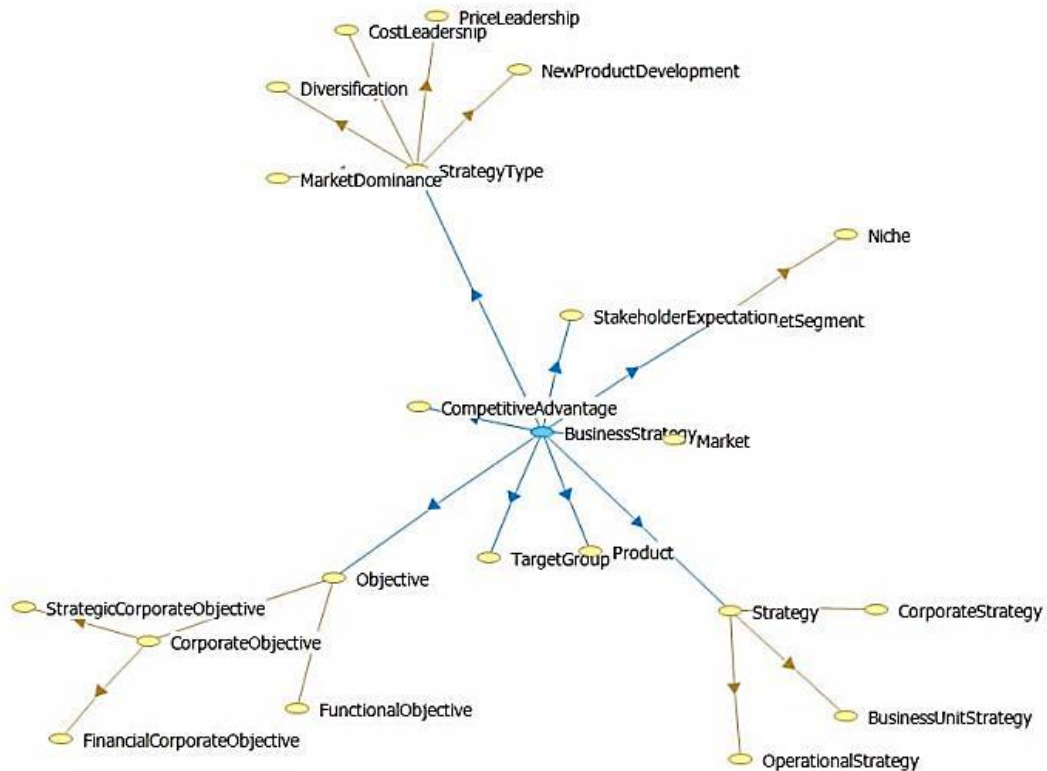 PriceLeadership
CostLeadership
NewProductDevelopment
Diversification
StrategyType
MarketDominance
Niche
StakeholderExpectation
etSegment
CompetitiveAdvantage
BusinessStrategy
Market
Product
TargetGroup
Objective
StrategicCorporateObjective
Strategy
CorporateStrategy
CorporateObjective
FunctionalObjective
BusinessUnitStrategy
FinancialCorporateObjective
OperationalStrategy